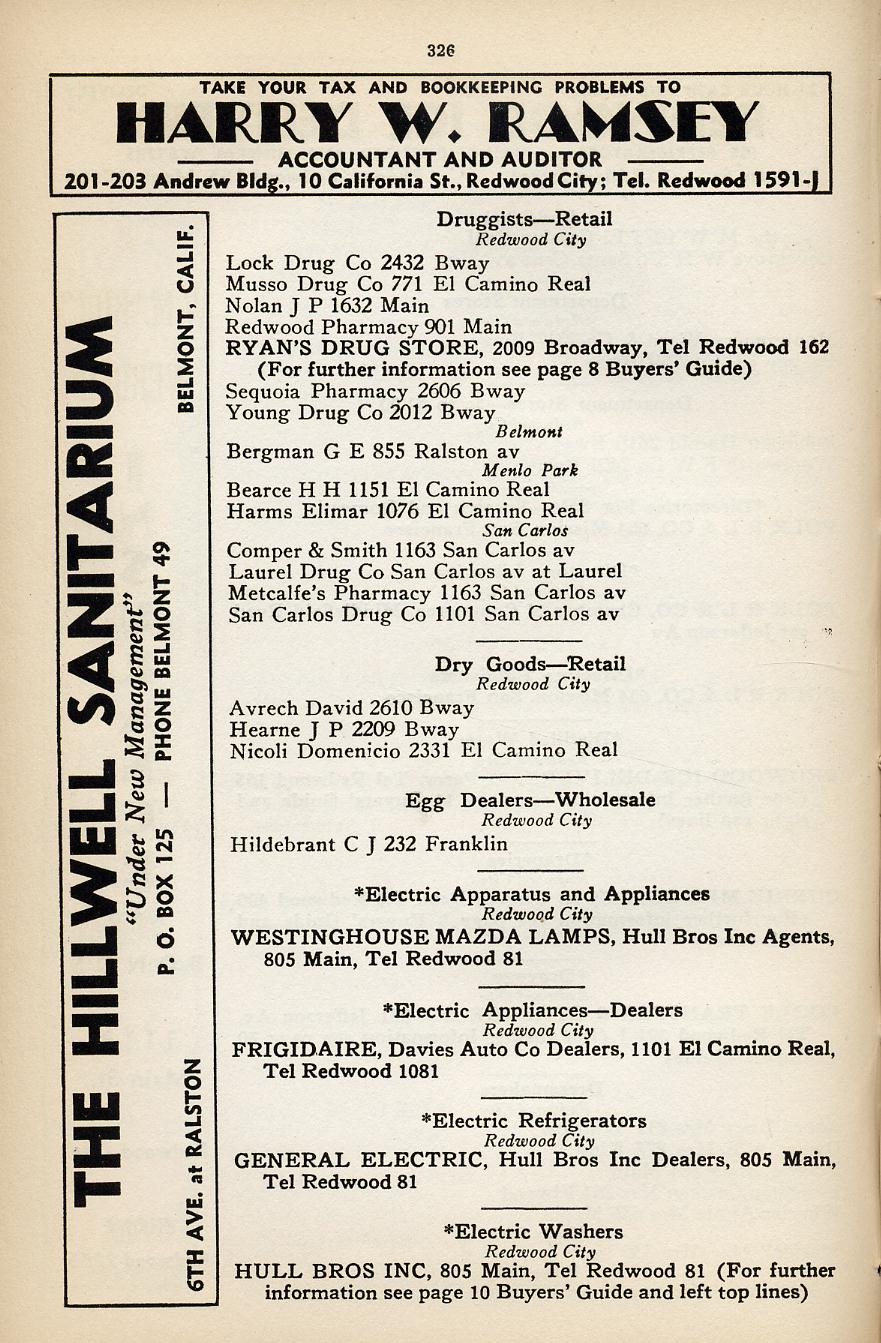 326
TAKE YOUR TAX AND BOOKKEEPING PROBLEMS TO
HARRY W. RAMSEY
ACCOUNTANT AND AUDITOR
201-203 Andrew Bldg., 10 California St., Redwood City; Tel. Redwood 1591-J
THE HILLWELL SANITARIUM
"Under New Management"
P. O. BOX 125 — PHONE BELMONT 49
6TH AVE. at RALSTON BELMONT, CALIF.
Druggists—Retail
Redwood City
Lock Drug Co 2432 Bway
Musso Drug Co 771 El Camino Real
Nolan J P 1632 Main
Redwood Pharmacy 901 Main
RYAN'S DRUG STORE, 2009 Broadway, Tel Redwood 162
(For further information see page 8 Buyers' Guide)
Sequoia Pharmacy 2606 Bway
Young Drug Co 2012 Bway
Belmont
Bergman G E 855 Ralston av
Menlo Park
Bearce H H 1151 El Camino Real
Harms Elimar 1076 El Camino Real
San Carlos
Comper & Smith 1163 San Carlos av
Laurel Drug Co San Carlos av at Laurel
Metcalfe's Pharmacy 1163 San Carlos av
San Carlos Drug Co 1101 San Carlos av
Dry Goods—Retail
Redwood City
Avrech David 2610 Bway
Hearne J P 2209 Bway
Nicoli Domenicio 2331 El Camino Real
Egg Dealers—Wholesale
Redwood City
Hildebrant C J 232 Franklin
*Electric Apparatus and Appliances
Redwood City
WESTINGHOUSE MAZDA LAMPS, Hull Bros Inc Agents,
805 Main, Tel Redwood 81
*Electric Appliances—Dealers
Redwood City
FRIGIDAIRE, Davies Auto Co Dealers, 1101 El Camino Real,
Tel Redwood 1081
*Electric Refrigerators
Redwood City
GENERAL ELECTRIC, Hull Bros Inc Dealers, 805 Main,
Tel Redwood 81
*Electric Washers
Redwood City
HULL BROS INC, 805 Main, Tel Redwood 81 (For further
information see page 10 Buyers' Guide and left top lines)